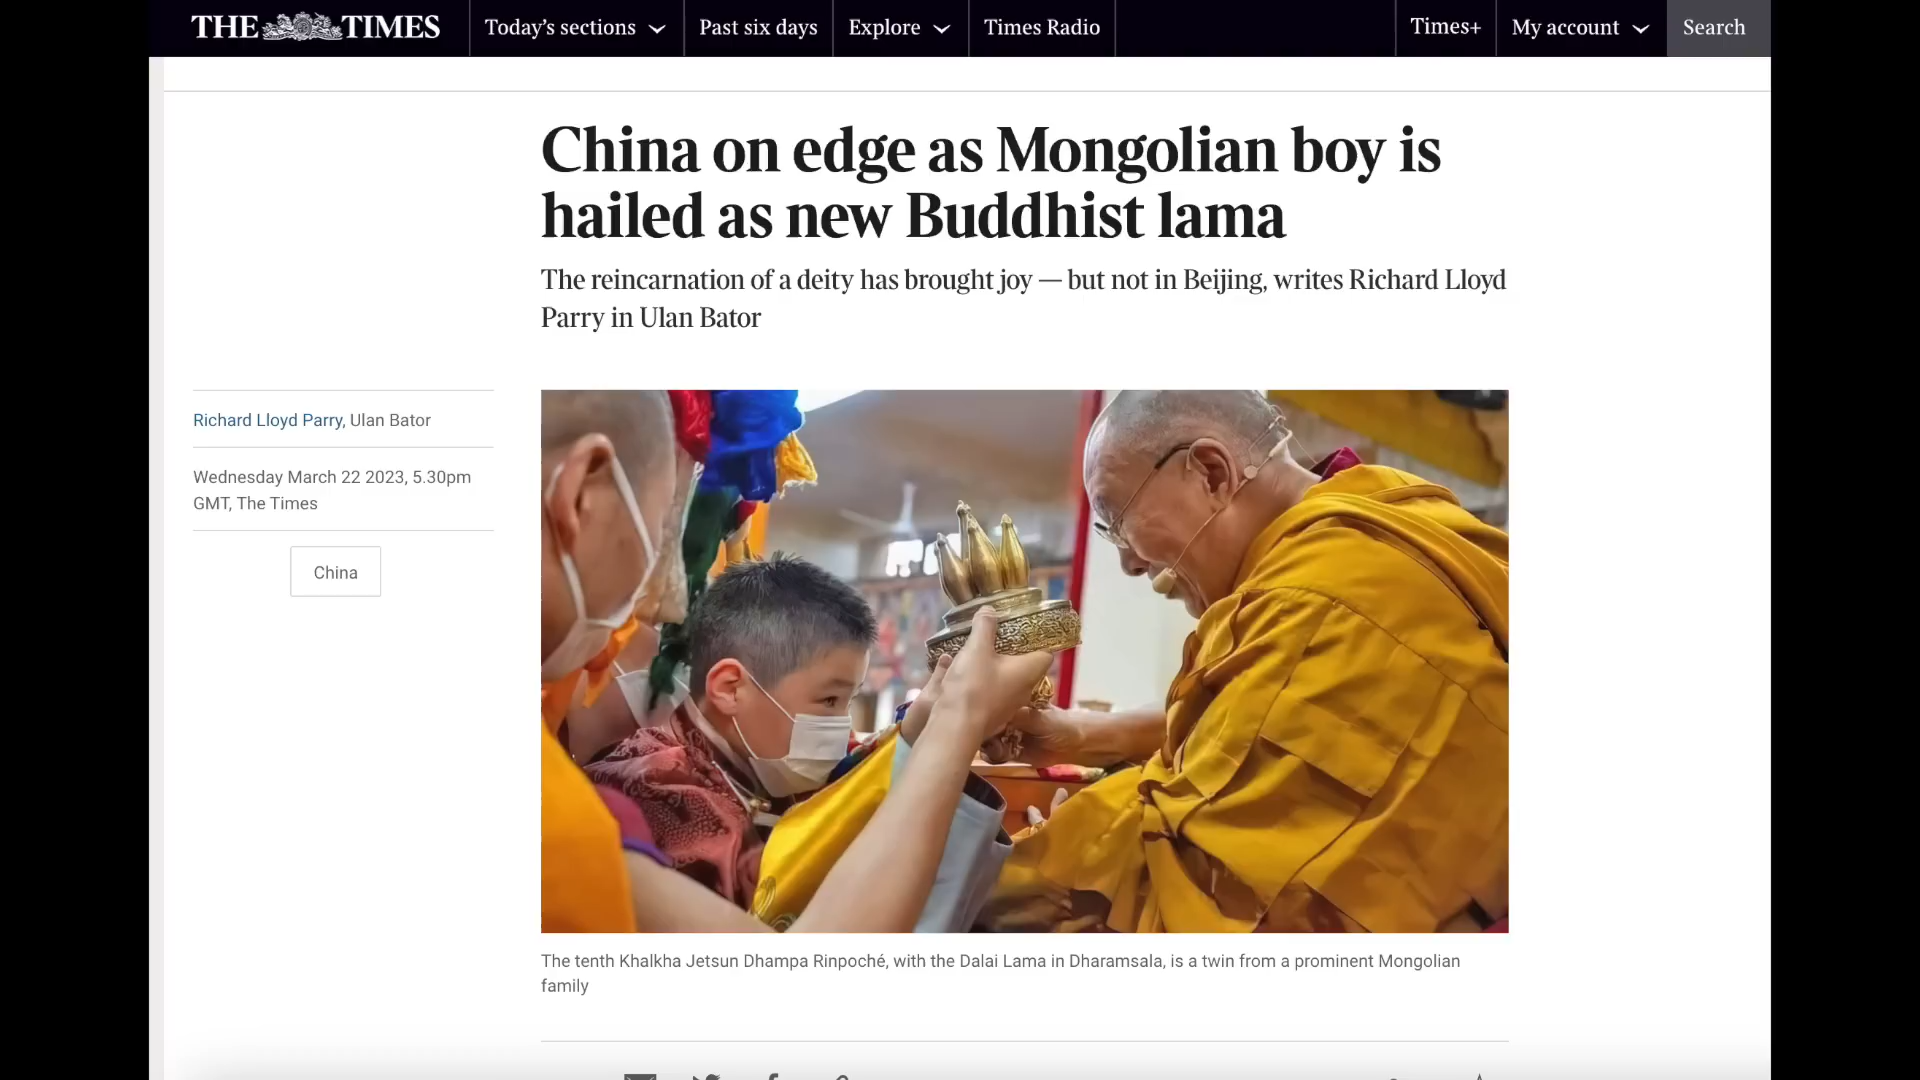 THE TIMES
Today's sections
Past six days
Explore
Times Radio
Times+
My account
Search
China on edge as Mongolian boy is
hailed as new Buddhist lama
The reincarnation of a deity has brought joy — but not in Beijing, writes Richard Lloyd
Parry in Ulan Bator
Richard Lloyd Parry, Ulan Bator
Wednesday March 22 2023, 5.30pm
GMT, The Times
China
The tenth Khalkha Jetsun Dhampa Rinpoché, with the Dalai Lama in Dharamsala, is a twin from a prominent Mongolian
family